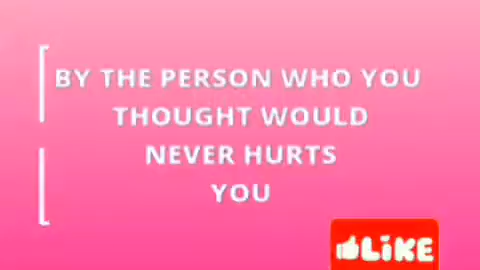 BY THE PERSON WHO YOU
THOUGHT WOULD
NEVER HURTS
YOU
LIKE